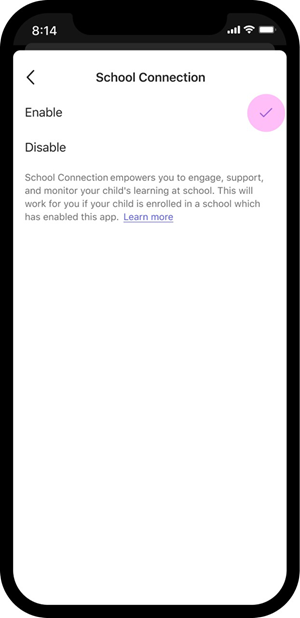 8:14
School Connection
Enable
Disable
School Connection empowers you to engage, support,
and monitor your child's learning at school. This will
work for you if your child is enrolled in a school which
has enabled this app. Learn more